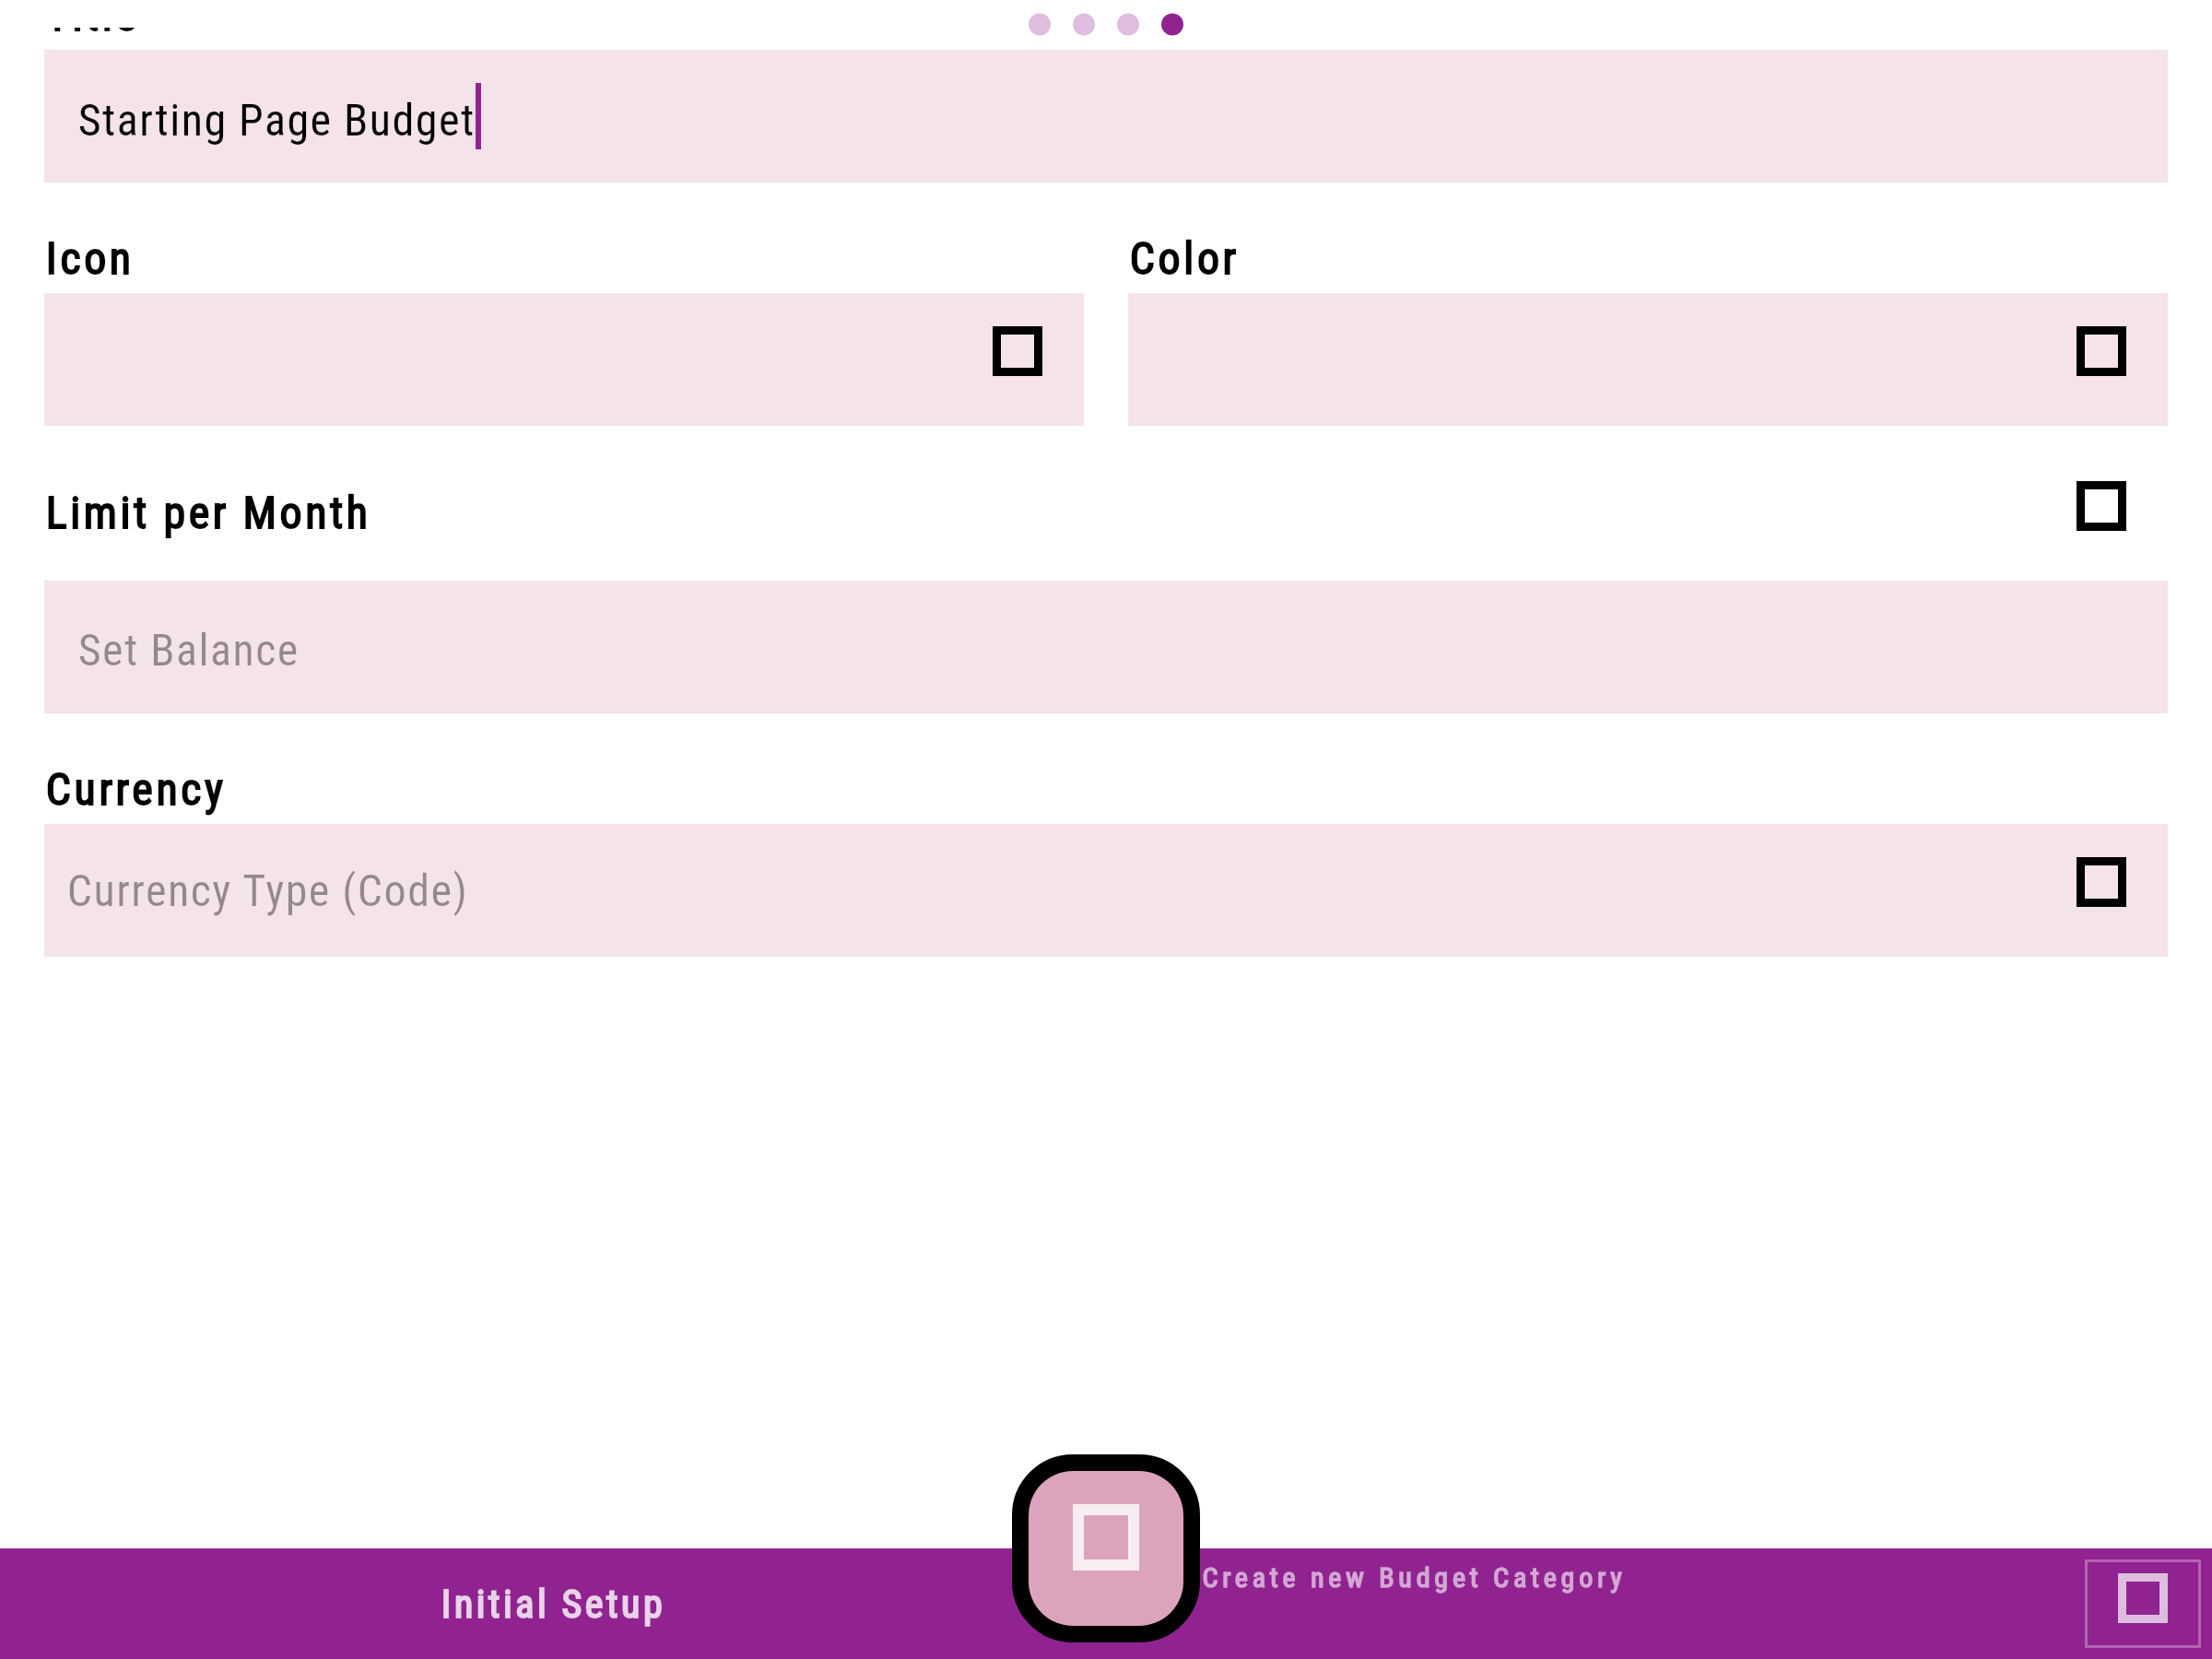 Starting Page Budget
Icon
Color
Limit per Month
Set Balance
Currency
Currency Type (Code)
Initial Setup
Create new Budget Category